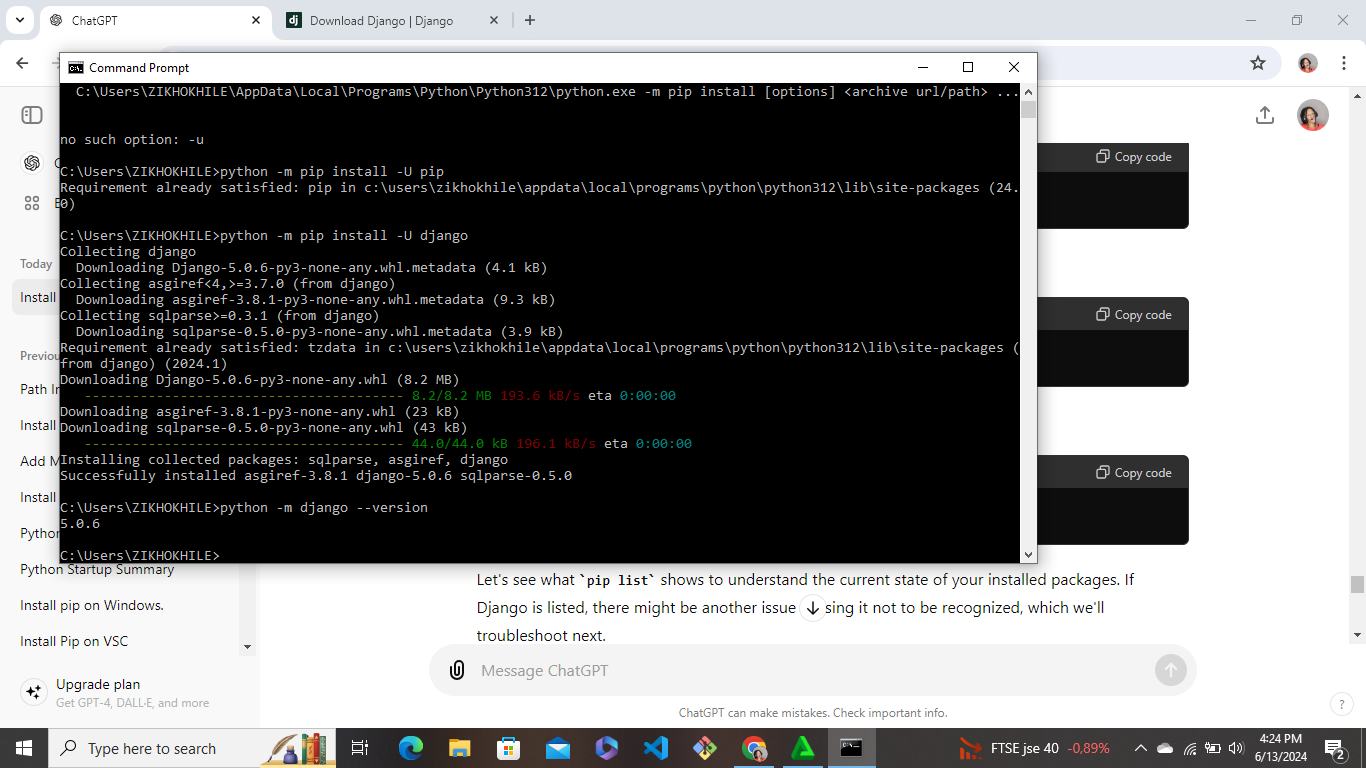 ChatGPT
Download Django | Django
Command Prompt
C:\Users\ZIKHOKHILE\AppData\Local\Programs\Python\Python312\python.exe -m pip install [options] <archive url/path> ...
no such option: -u
C:\Users\ZIKHOKHILE>python -m pip install -U pip
Requirement already satisfied: pip in c:\users\zikhokhile\appdata\local\programs\python\python312\lib\site-packages (24.
0)
C:\Users\ZIKHOKHILE>python -m pip install -U django
Collecting django
Downloading Django-5.0.6-py3-none-any.whl.metadata (4.1 kB)
Collecting asgiref<4,>=3.7.0 (from django)
Downloading asgiref-3.8.1-py3-none-any.whl.metadata (9.3 kB)
Collecting sqlparse>=0.3.1 (from django)
Downloading sqlparse-0.5.0-py3-none-any.whl.metadata (3.9 kB)
Requirement already satisfied: tzdata in c:\users\zikhokhile\appdata\local\programs\python\python312\lib\site-packages (
from django) (2024.1)
Downloading Django-5.0.6-py3-none-any.whl (8.2 MB)
---------------------------------------- 8.2/8.2 MB 193.6 kB/s eta 0:00:00
Downloading asgiref-3.8.1-py3-none-any.whl (23 kB)
Downloading sqlparse-0.5.0-py3-none-any.whl (43 kB)
---------------------------------------- 44.0/44.0 kB 196.1 kB/s eta 0:00:00
Installing collected packages: sqlparse, asgiref, django
Successfully installed asgiref-3.8.1 django-5.0.6 sqlparse-0.5.0
C:\Users\ZIKHOKHILE>python -m django --version
5.0.6
C:\Users\ZIKHOKHILE>
Today
Install
Previou
Path In
Install
Add M
Install
Python
Python Startup Summary
Install pip on Windows.
Install Pip on VSC
Upgrade plan
Get GPT-4, DALL·E, and more
Copy code
Copy code
Copy code
Let's see what `pip list` shows to understand the current state of your installed packages. If
Django is listed, there might be another issue sing it not to be recognized, which we'll
troubleshoot next.
Message ChatGPT
ChatGPT can make mistakes. Check important info.
?
Type here to search
FTSE jse 40 -0,89%
4:24 PM
6/13/2024
2